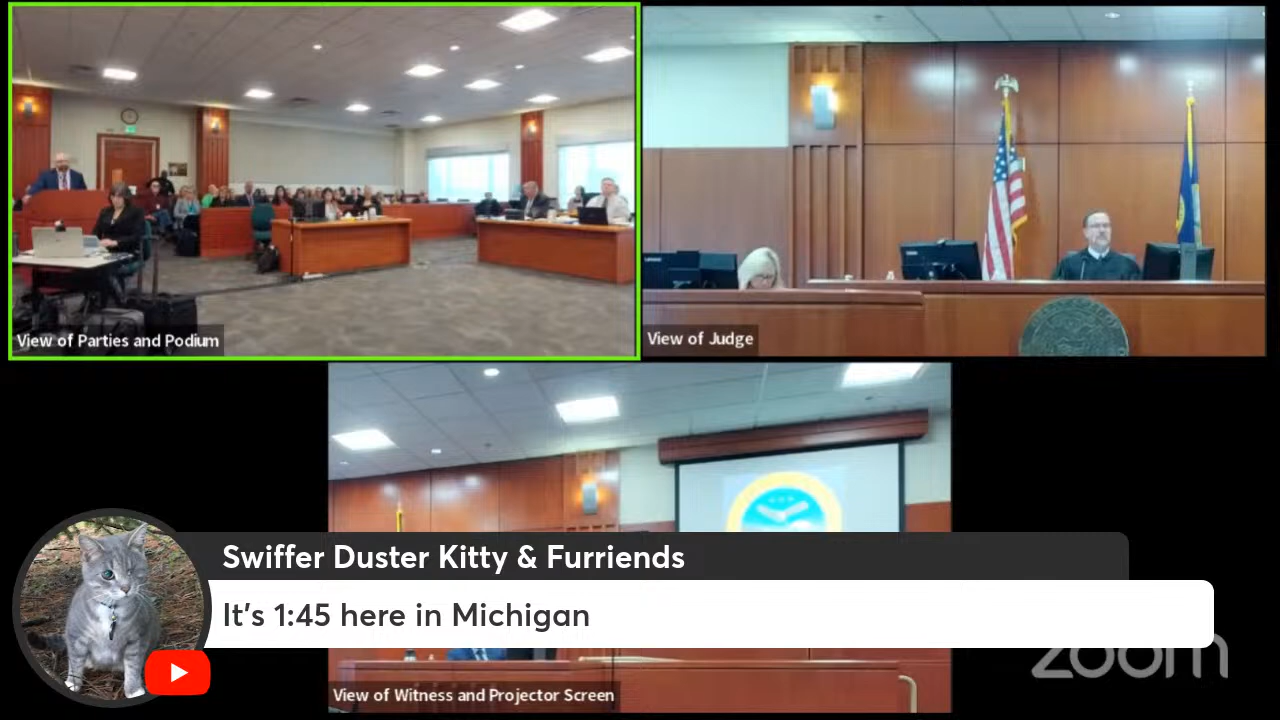 View of Parties and Podium
View of Judge
Swiffer Duster Kitty & Furriends
It's 1:45 here in Michigan
zoom
View of Witness and Projector Screen